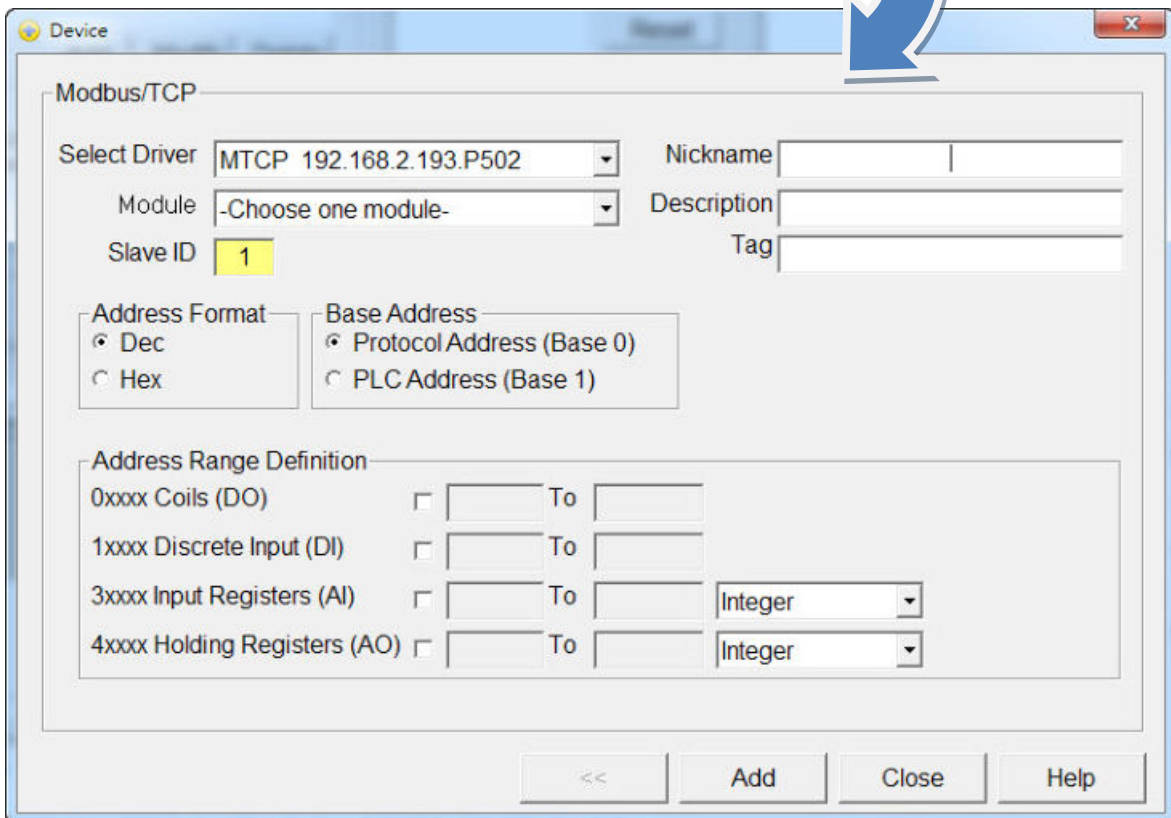 Device
Modbus/TCP
Select Driver MTCP 192.168.2.193.P502 Nickname
Module -Choose one module- Description
Slave ID 1 Tag
Address Format Base Address
Dec Protocol Address (Base 0)
Hex PLC Address (Base 1)
Address Range Definition
0xxxx Coils (DO) To
1xxxx Discrete Input (DI) To
3xxxx Input Registers (AI) To Integer
4xxxx Holding Registers (AO) To Integer
<< Add Close Help